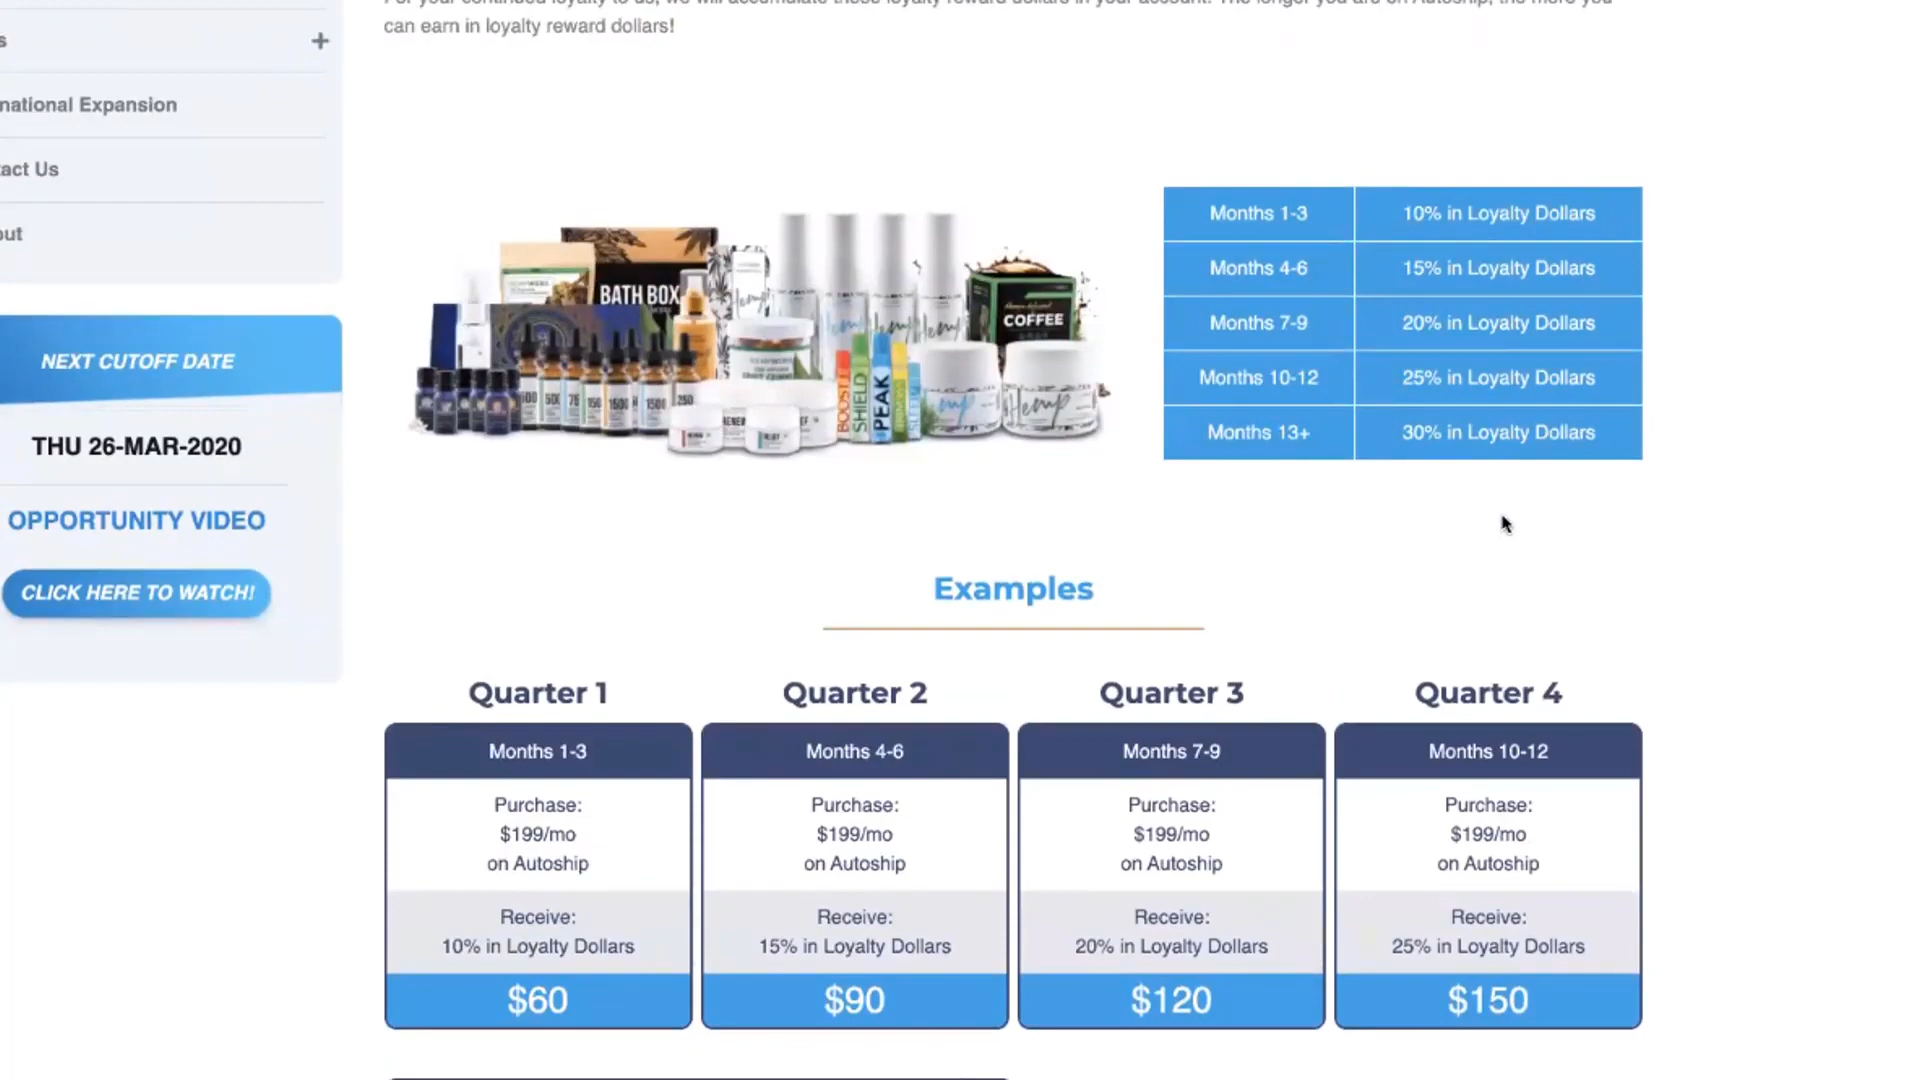 can earn in loyalty reward dollars!
s
national Expansion
tact Us
out
NEXT CUTOFF DATE
THU 26-MAR-2020
OPPORTUNITY VIDEO
CLICK HERE TO WATCH!
BATH BOX
COFFEE
BOOST
SHIELD
PEAK
Months 1-3 10% in Loyalty Dollars
Months 4-6 15% in Loyalty Dollars
Months 7-9 20% in Loyalty Dollars
Months 10-12 25% in Loyalty Dollars
Months 13+ 30% in Loyalty Dollars
Examples
Quarter 1
Months 1-3
Purchase:
$199/mo
on Autoship
Receive:
10% in Loyalty Dollars
$60
Quarter 2
Months 4-6
Purchase:
$199/mo
on Autoship
Receive:
15% in Loyalty Dollars
$90
Quarter 3
Months 7-9
Purchase:
$199/mo
on Autoship
Receive:
20% in Loyalty Dollars
$120
Quarter 4
Months 10-12
Purchase:
$199/mo
on Autoship
Receive:
25% in Loyalty Dollars
$150